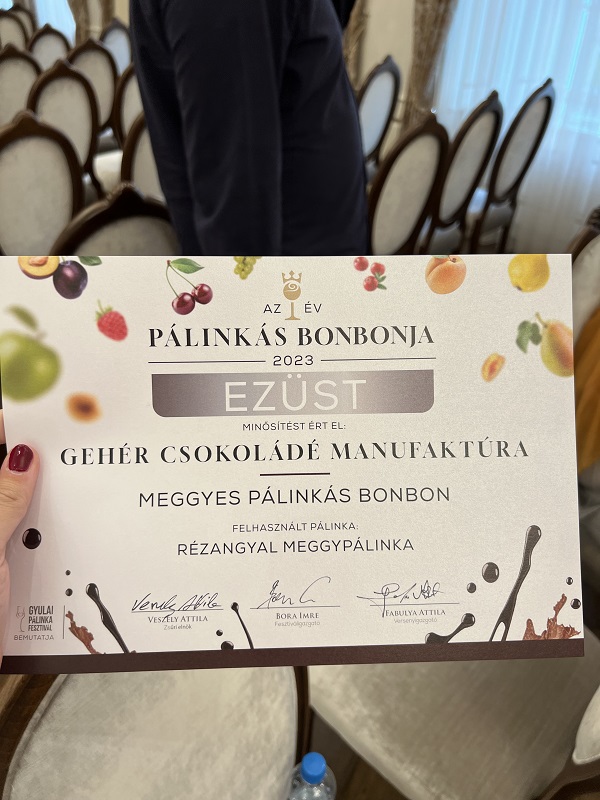 AZ ÉV
PÁLINKÁS BONBONJA
2023
EZÜST
MINŐSÍTÉST ÉRT EL:
GEHÉR CSOKOLÁDÉ MANUFAKTÚRA
MEGGYES PÁLINKÁS BONBON
FELHASZNÁLT PÁLINKA:
RÉZANGYAL MEGGYPÁLINKA
VESZELY ATTILA
Zsűri elnök
BORA IMRE
Fesztiváligazgató
FABULYA ATTILA
Versenyigazgató
GYULAI
PÁLINKA
FESZTIVÁL
BEMUTATJA